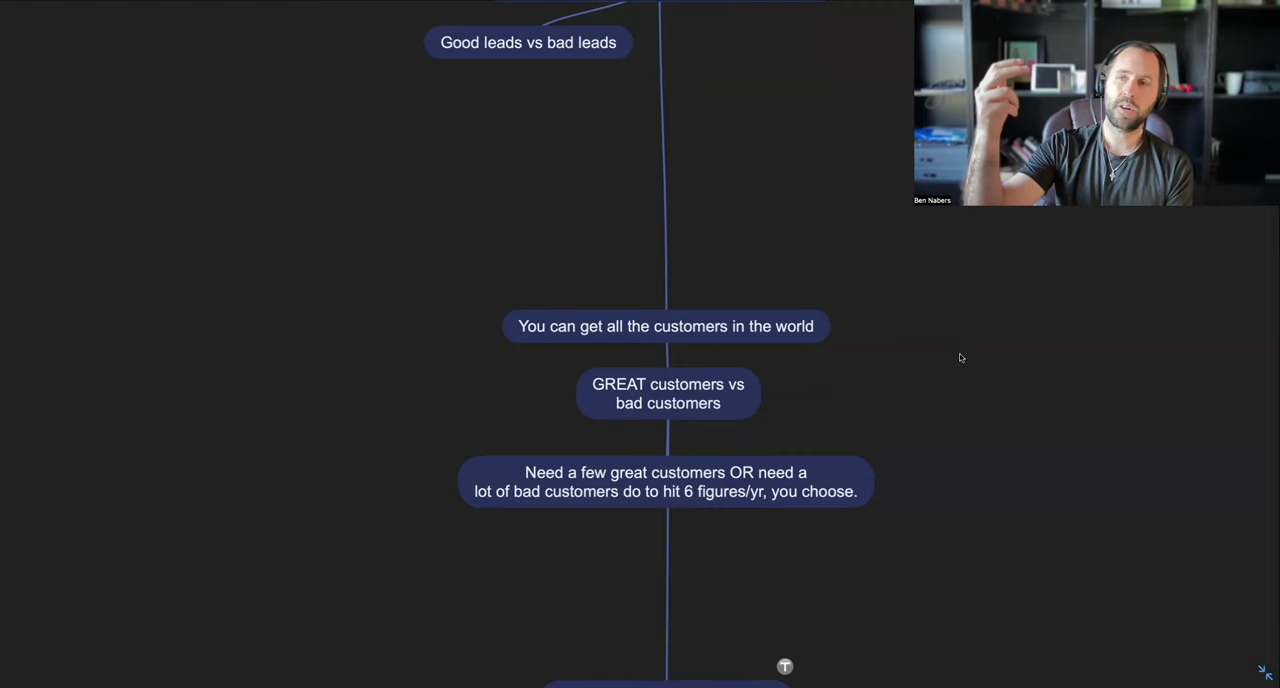 Good leads vs bad leads
Ben Nabers
You can get all the customers in the world
GREAT customers vs
bad customers
Need a few great customers OR need a
lot of bad customers do to hit 6 figures/yr, you choose.
T